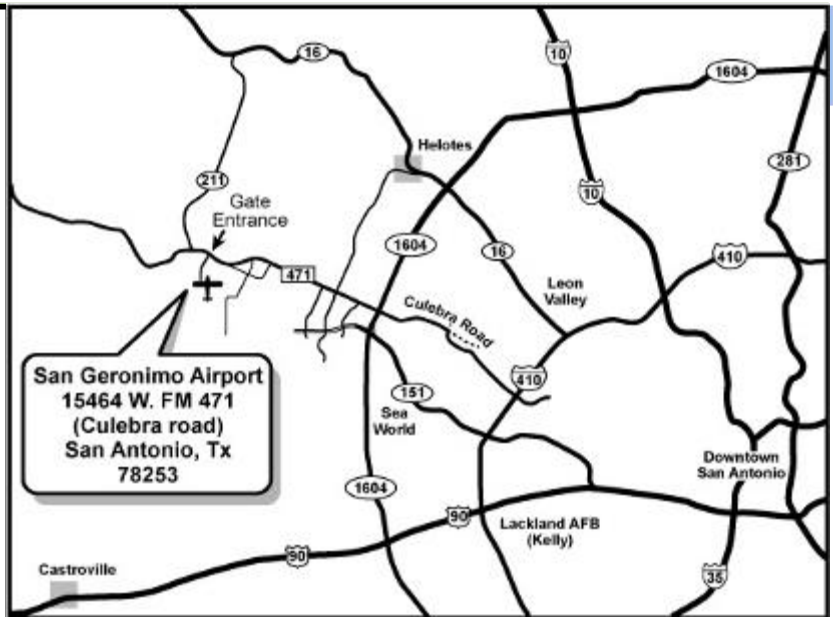 16
10
1604
Helotes
281
211
Gate
Entrance
10
1604
16
410
471
Leon
Valley
Culebra Road
San Geronimo Airport
15464 W. FM 471
(Culebra road)
San Antonio, Tx
78253
410
151
Sea
World
Downtown
San Antonio
1604
90
Lackland AFB
(Kelly)
90
Castroville
35